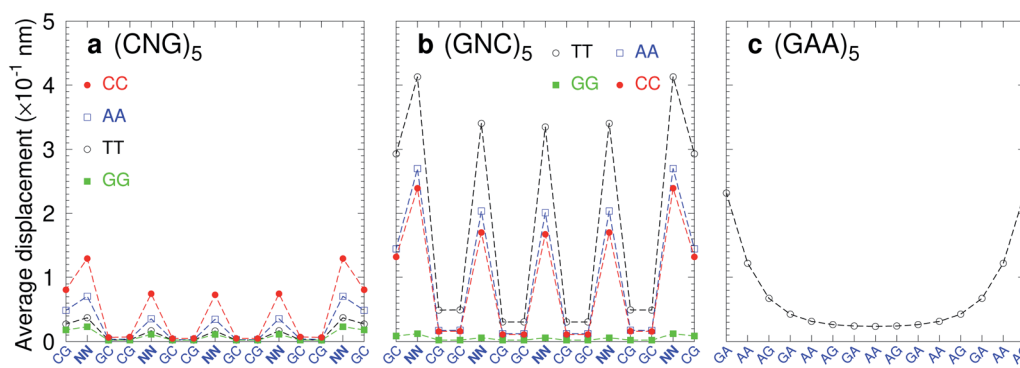 Average displacement (×10⁻¹ nm)
5
4
3
2
1
0
a (CNG)₅
CC
AA
TT
GG
CG NN GC CG NN GC CG NN GC CG NN GC CG NN GC
b (GNC)₅
TT AA
GG CC
GC NN CG GC NN CG GC NN CG GC NN CG GC NN CG
c (GAA)₅
GA AA AG GA AA AG GA AA AG GA AA AG GA AA